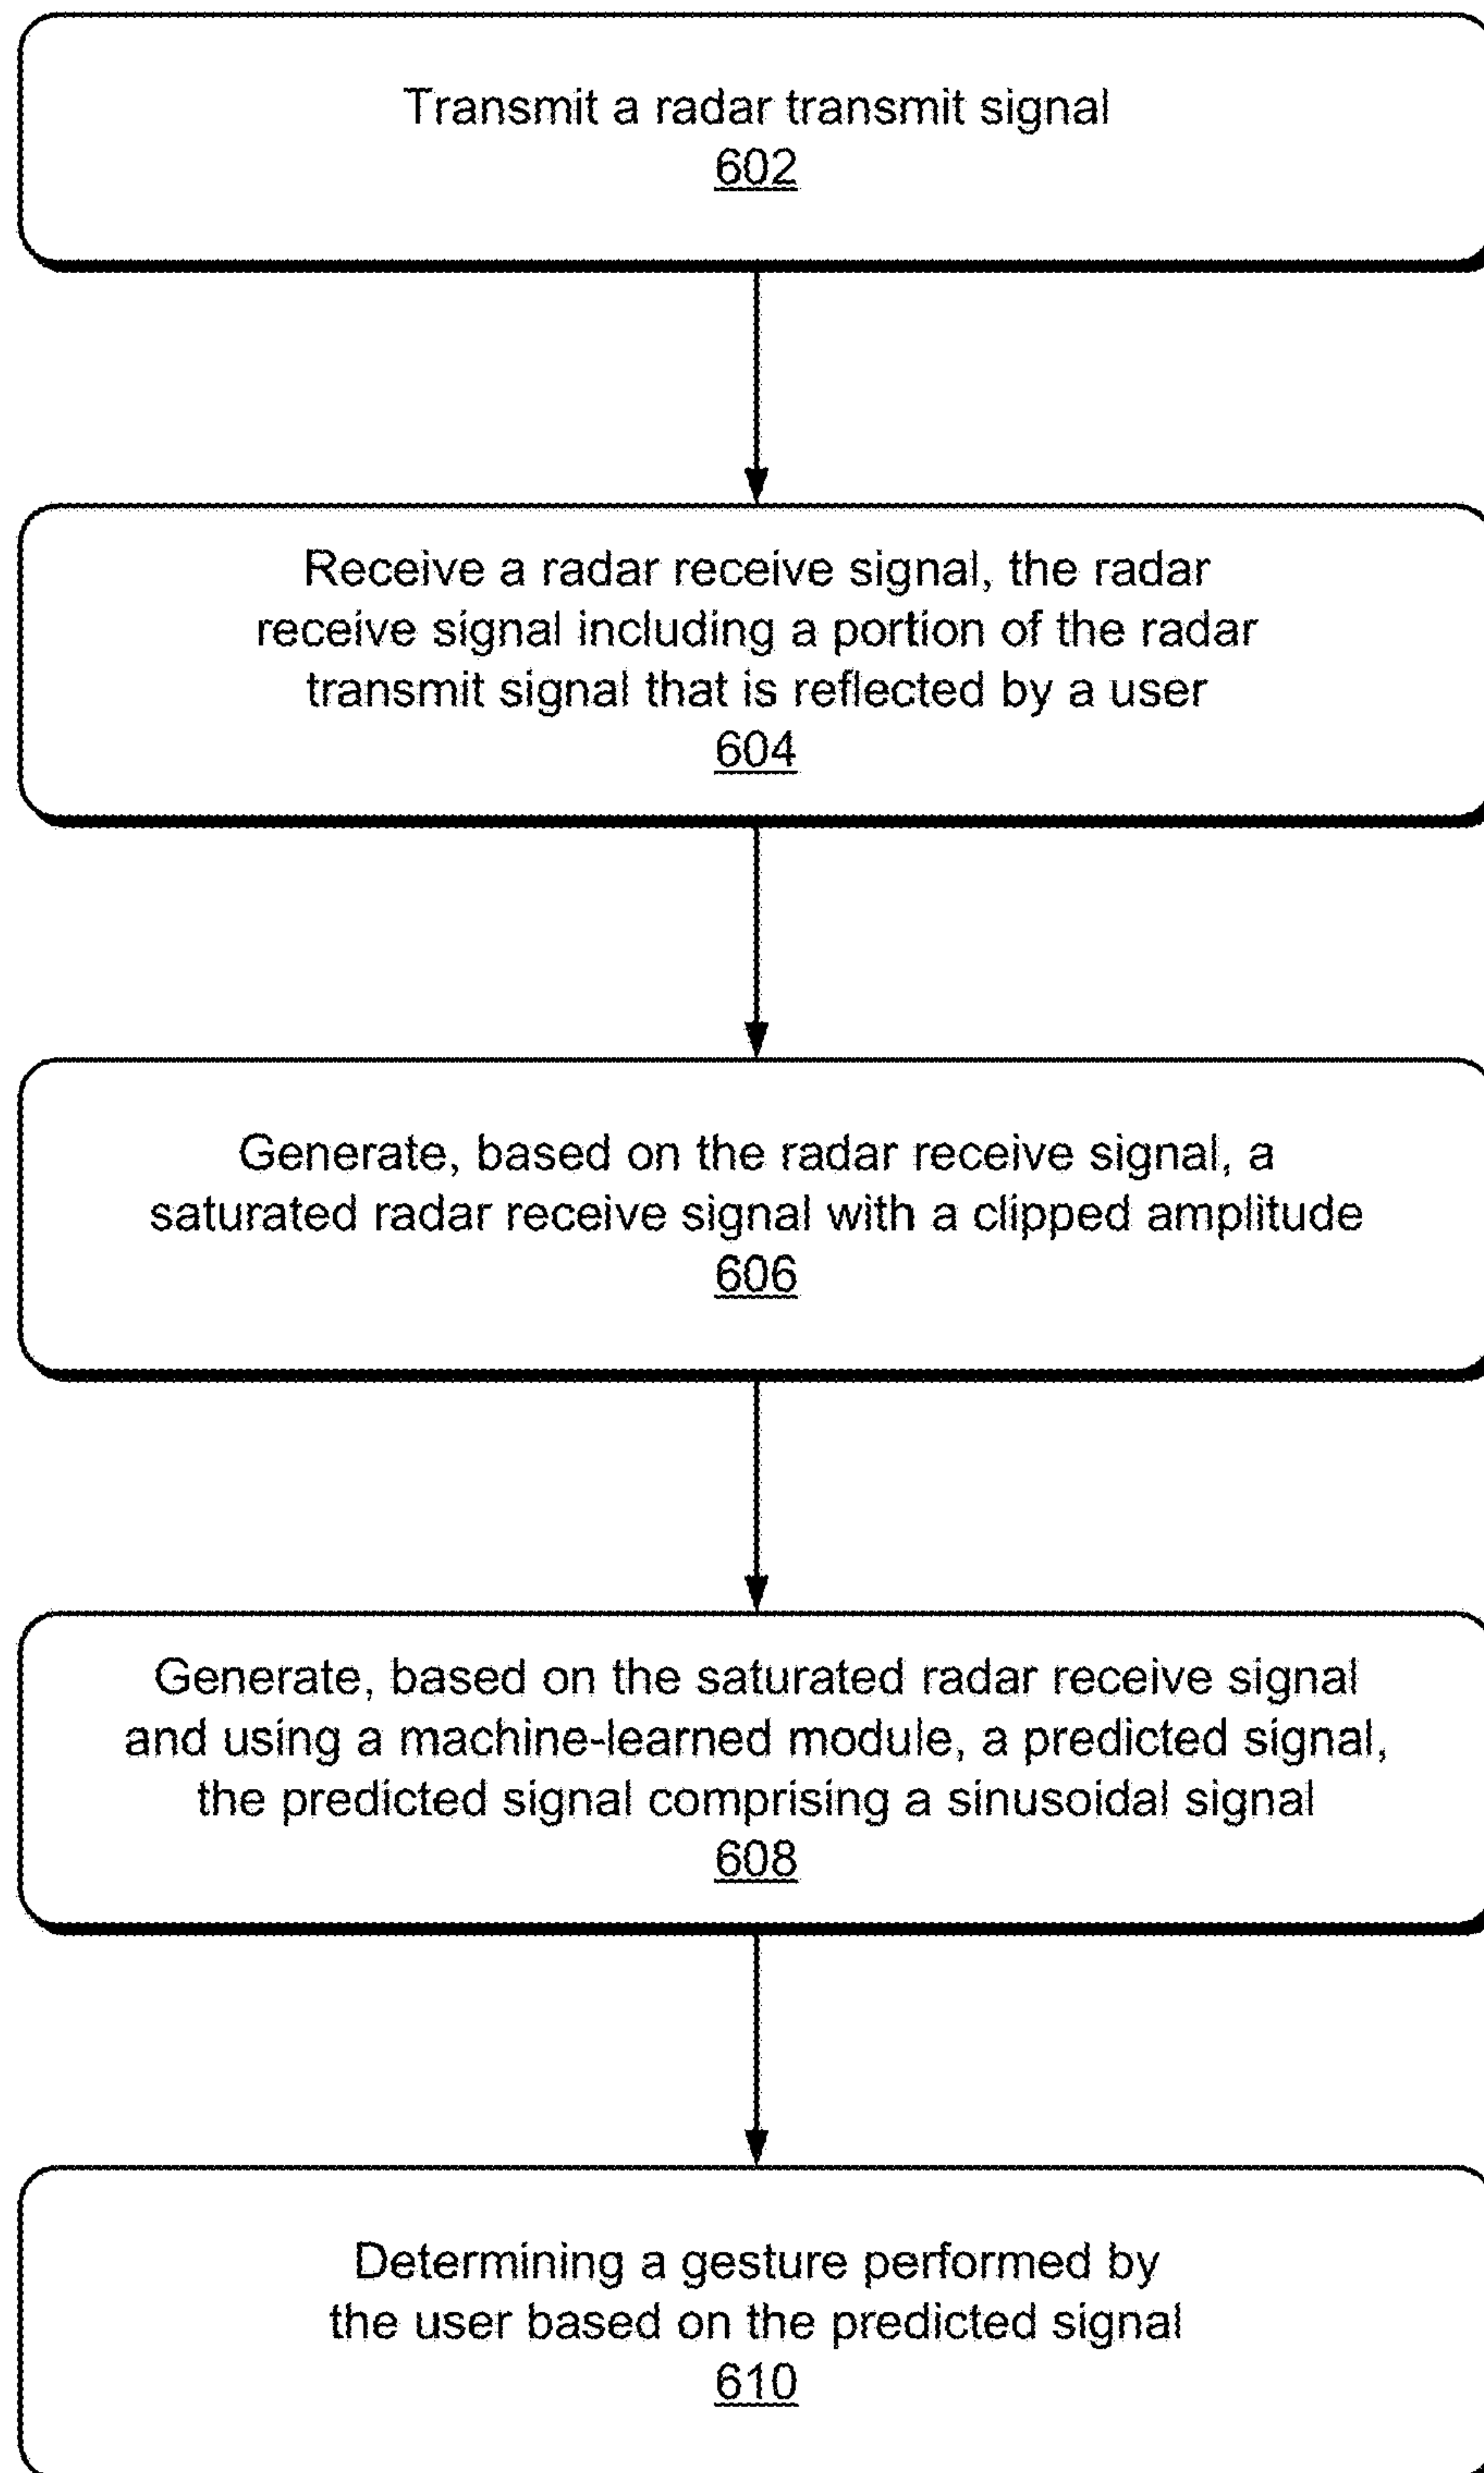 Transmit a radar transmit signal
602
Receive a radar receive signal, the radar
receive signal including a portion of the radar
transmit signal that is reflected by a user
604
Generate, based on the radar receive signal, a
saturated radar receive signal with a clipped amplitude
606
Generate, based on the saturated radar receive signal
and using a machine-learned module, a predicted signal,
the predicted signal comprising a sinusoidal signal
608
Determining a gesture performed by
the user based on the predicted signal
610